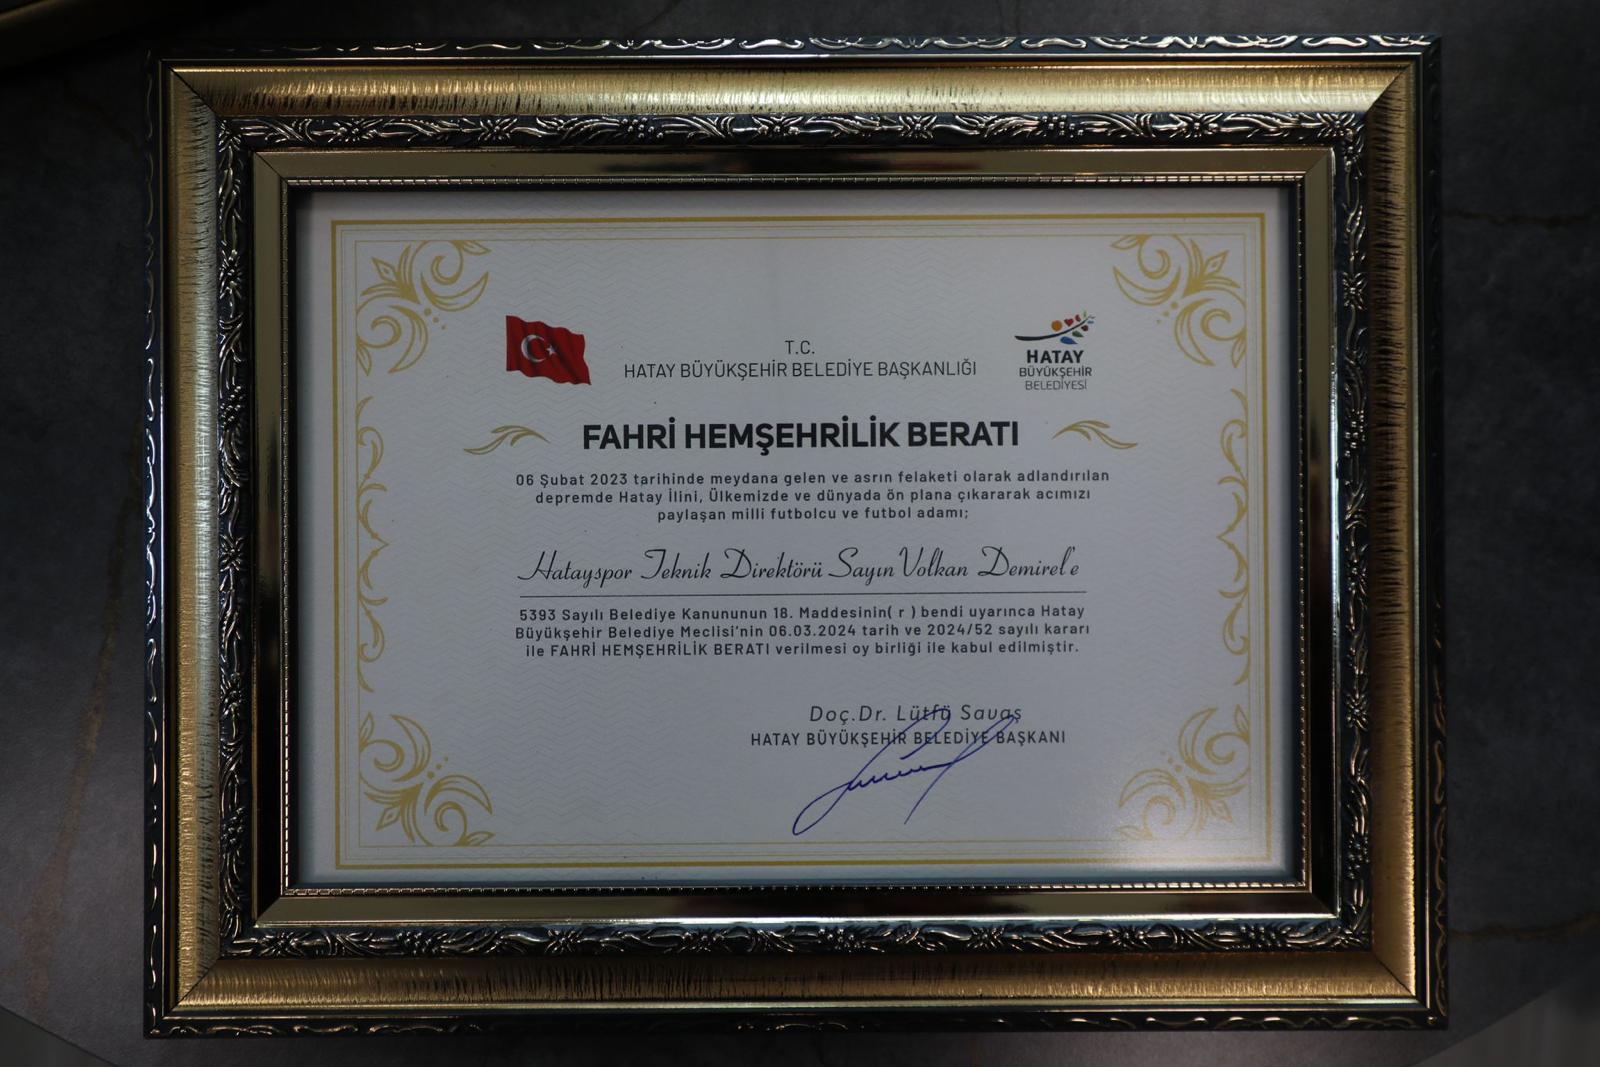 T.C.
HATAY BÜYÜKŞEHİR BELEDİYE BAŞKANLIĞI
HATAY
BÜYÜKŞEHİR
BELEDİYESİ
FAHRİ HEMŞEHRİLİK BERATI
06 Şubat 2023 tarihinde meydana gelen ve asrın felaketi olarak adlandırılan
depremde Hatay İlini, Ülkemizde ve dünyada ön plana çıkararak acımızı
paylaşan milli futbolcu ve futbol adamı;
Hatayspor Teknik Direktörü Sayın Volkan Demirel'e
5393 Sayılı Belediye Kanununun 18. Maddesinin( r ) bendi uyarınca Hatay
Büyükşehir Belediye Meclisi'nin 06.03.2024 tarih ve 2024/52 sayılı kararı
ile FAHRİ HEMŞEHRİLİK BERATI verilmesi oy birliği ile kabul edilmiştir.
Doç.Dr. Lütfü Savaş
HATAY BÜYÜKŞEHİR BELEDİYE BAŞKANI